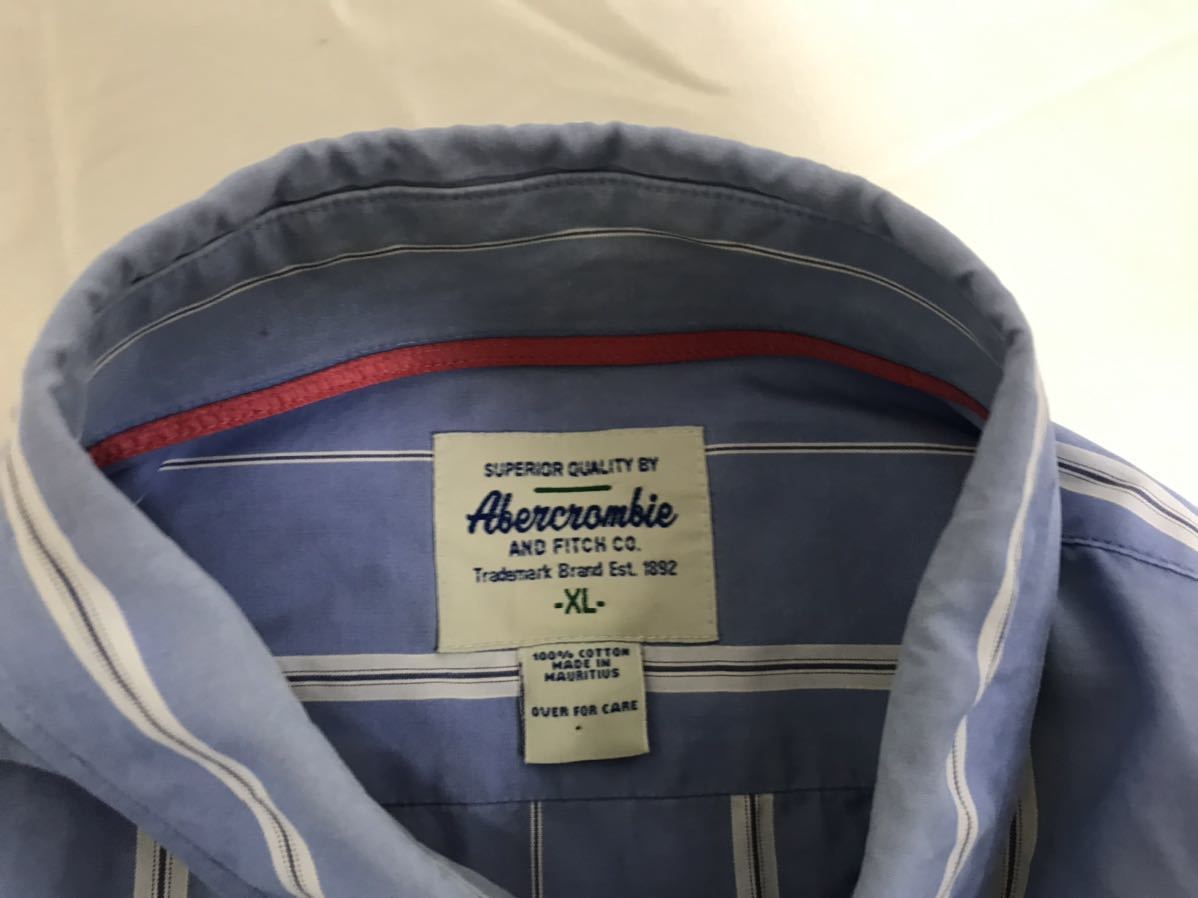 SUPERIOR QUALITY BY
Abercrombie
AND FITCH CO.
Trademark Brand Est. 1892
-XL-
100% COTTON
MADE IN
MAURITIUS
OVER FOR CARE